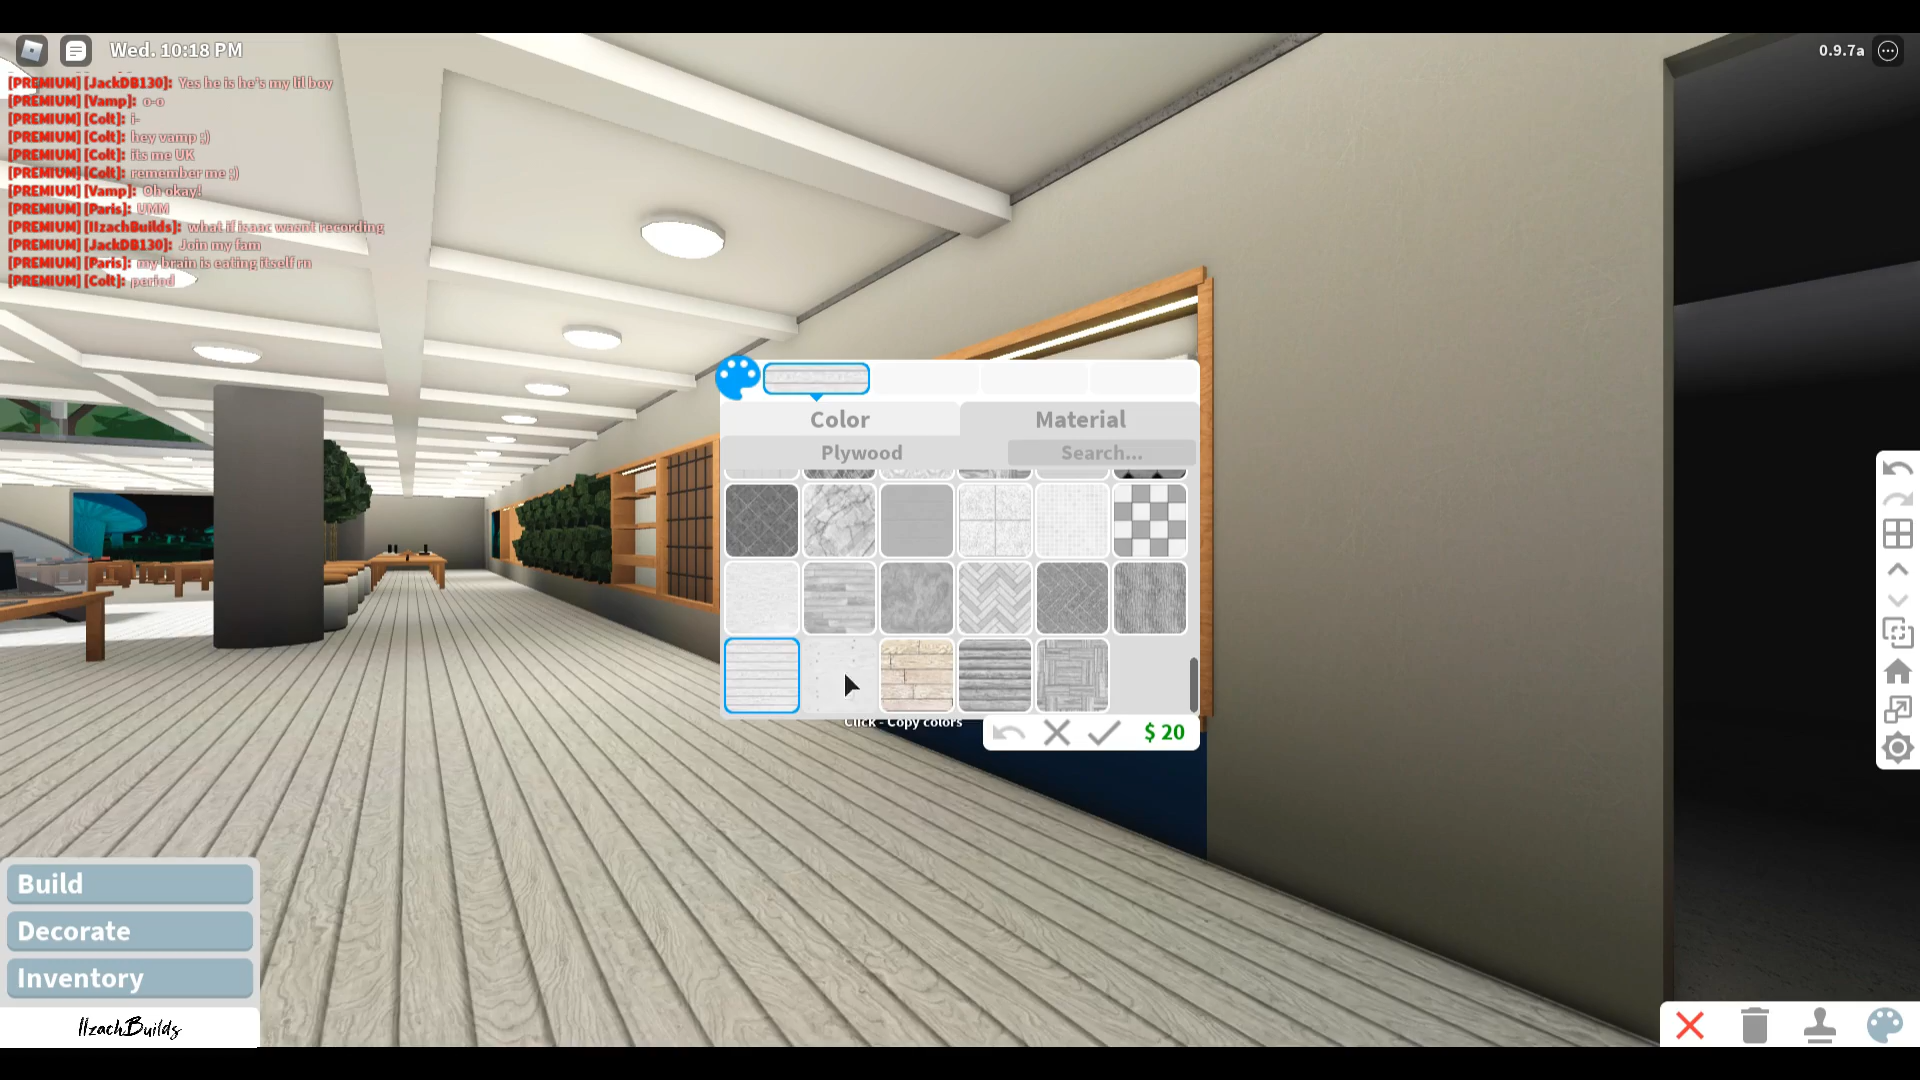 Wed. 10:18 PM
0.9.7a
[PREMIUM] [JackDB130]: Yes he is he's my lil boy
[PREMIUM] [Vamp]: o-o
[PREMIUM] [Colt]: i-
[PREMIUM] [Colt]: hey vamp ;)
[PREMIUM] [Colt]: its me UK
[PREMIUM] [Colt]: remember me ;)
[PREMIUM] [Vamp]: Oh okay!
[PREMIUM] [Paris]: UMM
[PREMIUM] [IIzachBuilds]: what if isaac wasnt recording
[PREMIUM] [JackDB130]: Join my fam
[PREMIUM] [Paris]: my brain is eating itself rn
[PREMIUM] [Colt]: period
Color
Material
Plywood
Search...
Click - Copy colors
$ 20
Build
Decorate
Inventory
IIzachBuilds